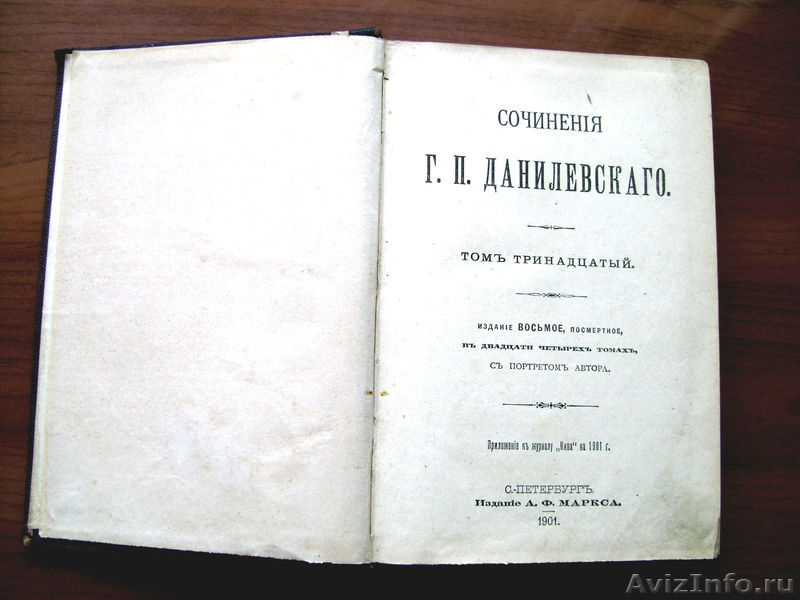 СОЧИНЕНІЯ
Г. П. ДАНИЛЕВСКАГО.
ТОМЪ ТРИНАДЦАТЫЙ.
ИЗДАНІЕ ВОСЬМОЕ, ПОСМЕРТНОЕ,
ВЪ ДВАДЦАТИ ЧЕТЫРЕХЪ ТОМАХЪ,
СЪ ПОРТРЕТОМЪ АВТОРА.
Приложеніе къ журналу „Нива" на 1901 г.
С.-ПЕТЕРБУРГЪ.
Изданіе А. Ф. МАРКСА.
1901.
AvizInfo.ru